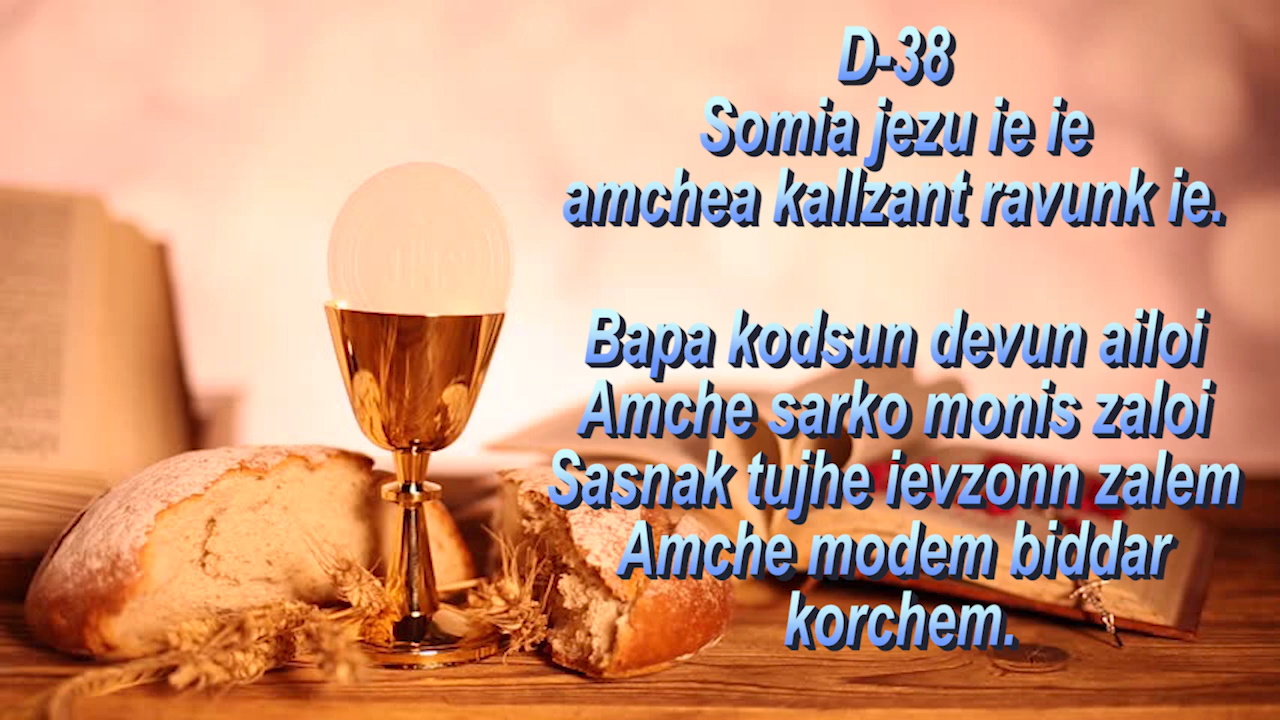 D-38
Somia jezu ie ie
amchea kallzant ravunk ie.
Bapa kodsun devun ailoi
Amche sarko monis zaloi
Sasnak tujhe ievzonn zalem
Amche modem biddar
korchem.